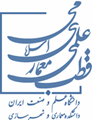 قطب
علمی
معماری
اسلامی
دانشگاه علم و صنعت ایران
دانشکده معماری و شهرسازی